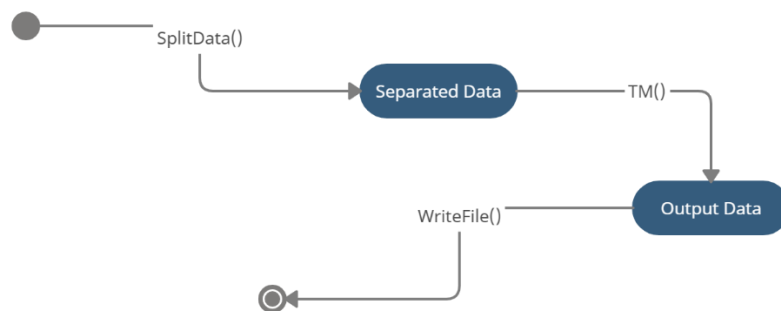 SplitData()
Separated Data
TM()
Output Data
WriteFile()